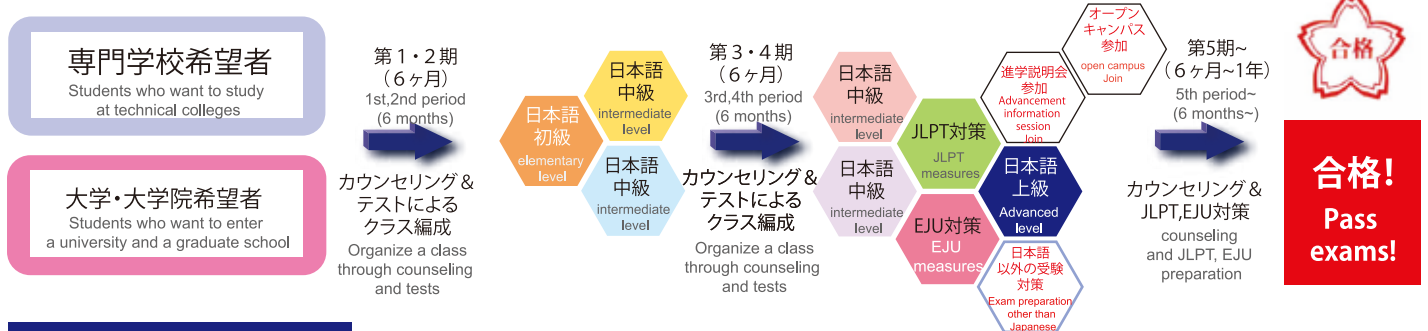 専門学校希望者
Students who want to study
at technical colleges
大学・大学院希望者
Students who want to enter
a university and a graduate school
第1・2期
(6ヶ月)
1st,2nd period
(6 months)
カウンセリング&
テストによる
クラス編成
Organize a class
through counseling
and tests
日本語
初級
elementary
level
日本語
中級
intermediate
level
日本語
中級
intermediate
level
第3・4期
(6ヶ月)
3rd,4th period
(6 months)
カウンセリング&
テストによる
クラス編成
Organize a class
through counseling
and tests
日本語
中級
intermediate
level
日本語
中級
intermediate
level
JLPT対策
JLPT
measures
EJU対策
EJU
measures
進学説明会
参加
Advancement
information
session
Join
オープン
キャンパス
参加
open campus
Join
日本語
上級
Advanced
level
日本語
以外の受験
対策
Exam preparation
other than
Japanese
第5期~
(6ヶ月~1年)
5th period~
(6 months~)
カウンセリング&
JLPT,EJU対策
counseling
and JLPT, EJU
preparation
合格
合格!
Pass
exams!